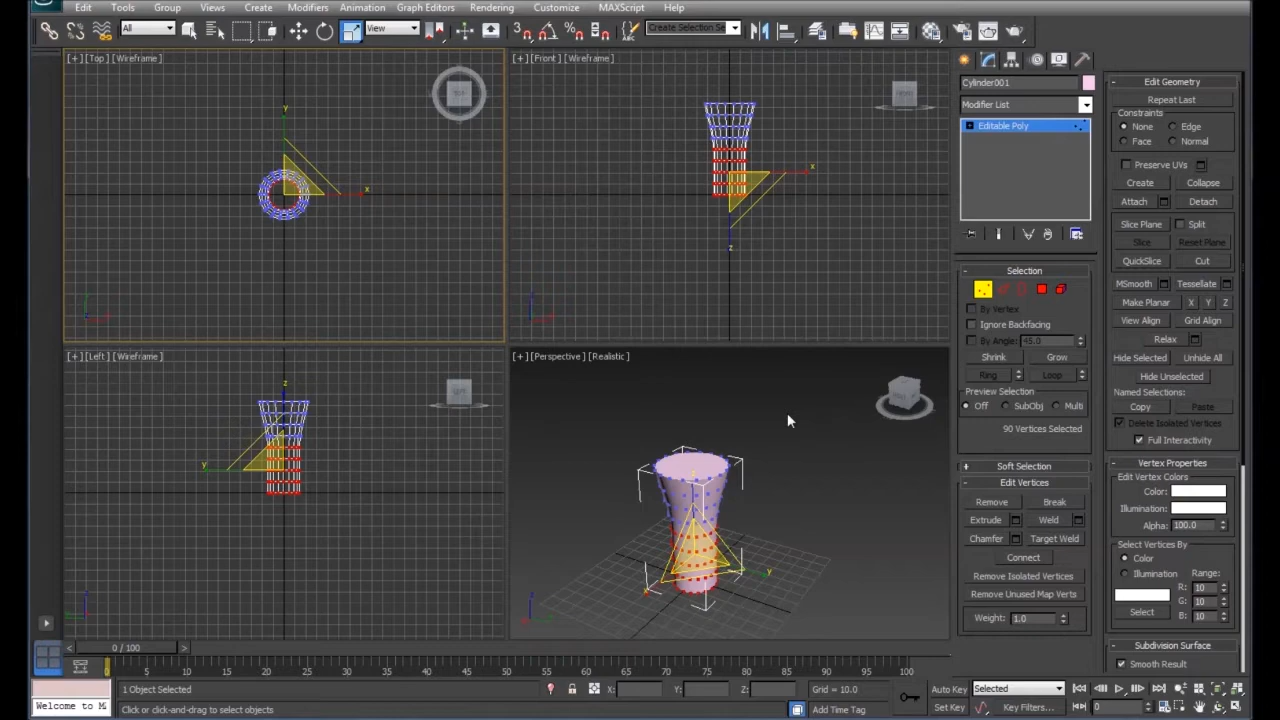 Edit Tools Group Views Create Modifiers Animation Graph Editors Rendering Customize MAXScript Help
All View 3 Create Selection Se
[+] [Top] [Wireframe]
TOP
y
x
[+] [Front] [Wireframe]
FRONT
x
z
[+] [Left] [Wireframe]
LEFT
z
y
[+] [Perspective] [Realistic]
y
Cylinder001
Modifier List
Editable Poly
Selection
By Vertex
Ignore Backfacing
By Angle: 45.0
Shrink Grow
Ring Loop
Preview Selection
Off SubObj Multi
90 Vertices Selected
+ Soft Selection
- Edit Vertices
Remove Break
Extrude Weld
Chamfer Target Weld
Connect
Remove Isolated Vertices
Remove Unused Map Verts
Weight: 1.0
- Edit Geometry
Repeat Last
Constraints
None Edge
Face Normal
Preserve UVs
Create Collapse
Attach Detach
Slice Plane Split
Slice Reset Plane
QuickSlice Cut
MSmooth Tessellate
Make Planar X Y Z
View Align Grid Align
Relax
Hide Selected Unhide All
Hide Unselected
Named Selections:
Copy Paste
Delete Isolated Vertices
Full Interactivity
- Vertex Properties
Edit Vertex Colors
Color:
Illumination:
Alpha: 100.0
Select Vertices By
Color
Illumination Range:
R: 10
G: 10
Select B: 10
- Subdivision Surface
Smooth Result
< 0 / 100 >
0 5 10 15 20 25 30 35 40 45 50 55 60 65 70 75 80 85 90 95 100
1 Object Selected X: Y: Z: Grid = 10.0 Auto Key Selected
Welcome to M Click or click-and-drag to select objects Add Time Tag Set Key Key Filters... 0